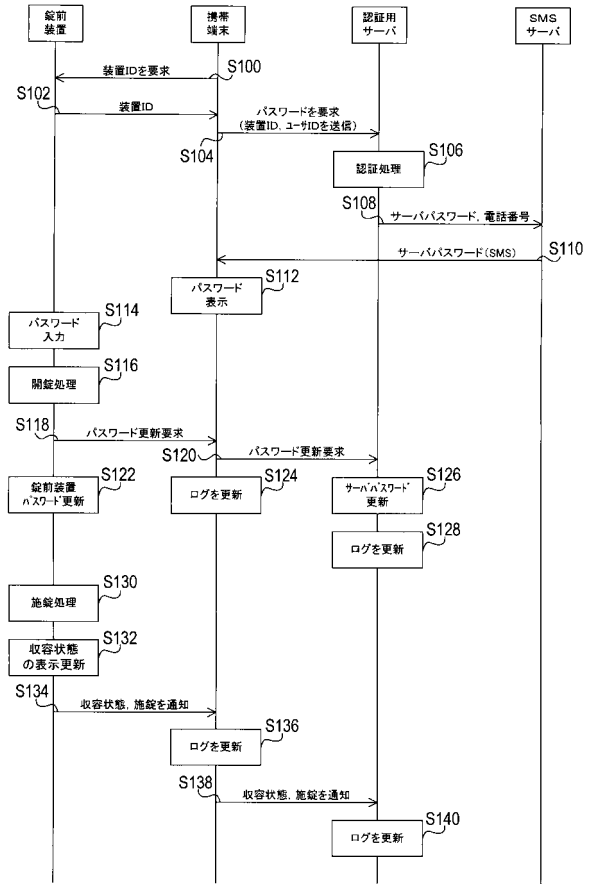 錠前
装置
携帯
端末
認証用
サーバ
SMS
サーバ
装置IDを要求
S100
S102
装置ID
パスワードを要求
(装置ID、ユーザIDを送信)
S104
S106
認証処理
S108
サーバパスワード, 電話番号
サーバパスワード(SMS)
S110
S112
パスワード
表示
S114
パスワード
入力
S116
開錠処理
S118
パスワード更新要求
S120
パスワード更新要求
S122
錠前装置
パスワード更新
S124
ログを更新
S126
サーバパスワード
更新
S128
ログを更新
S130
施錠処理
S132
収容状態
の表示更新
S134
収容状態, 施錠を通知
S136
ログを更新
S138
収容状態, 施錠を通知
S140
ログを更新